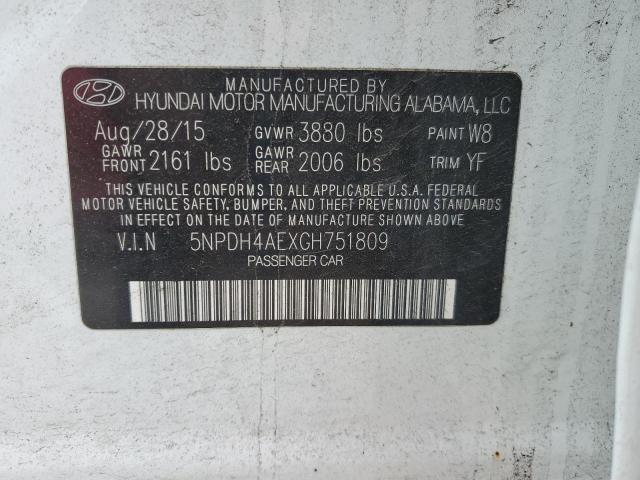 MANUFACTURED BY
HYUNDAI MOTOR MANUFACTURING ALABAMA, LLC
Aug/28/15 GVWR 3880 lbs PAINT W8
GAWR FRONT 2161 lbs GAWR REAR 2006 lbs TRIM YF
THIS VEHICLE CONFORMS TO ALL APPLICABLE U.S.A. FEDERAL
MOTOR VEHICLE SAFETY, BUMPER, AND THEFT PREVENTION STANDARDS
IN EFFECT ON THE DATE OF MANUFACTURE SHOWN ABOVE.
V.I.N 5NPDH4AEXGH751809
PASSENGER CAR